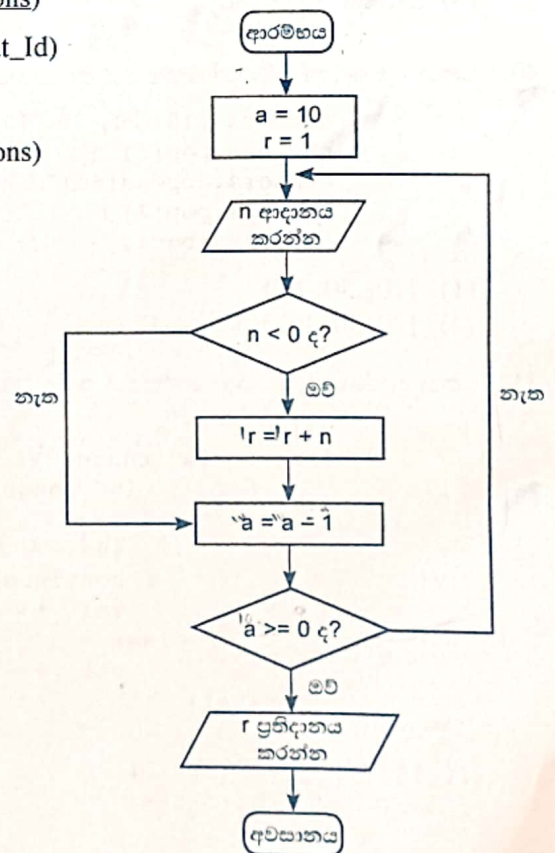 ons)
t_Id)
ons)
ආරම්භය
a = 10
r = 1
n ආදානය
කරන්න
n < 0 ද?
නැත
ඔව්
නැත
r = r + n
a = a - 1
a >= 0 ද?
ඔව්
r ප්‍රතිදානය
කරන්න
අවසානය